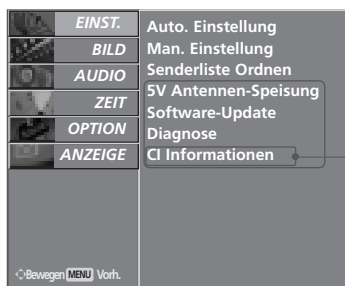 EINST.
BILD
AUDIO
ZEIT
OPTION
ANZEIGE
Auto. Einstellung
Man. Einstellung
Senderliste Ordnen
5V Antennen-Speisung
Software-Update
Diagnose
CI Informationen
Bewegen MENU Vorh.